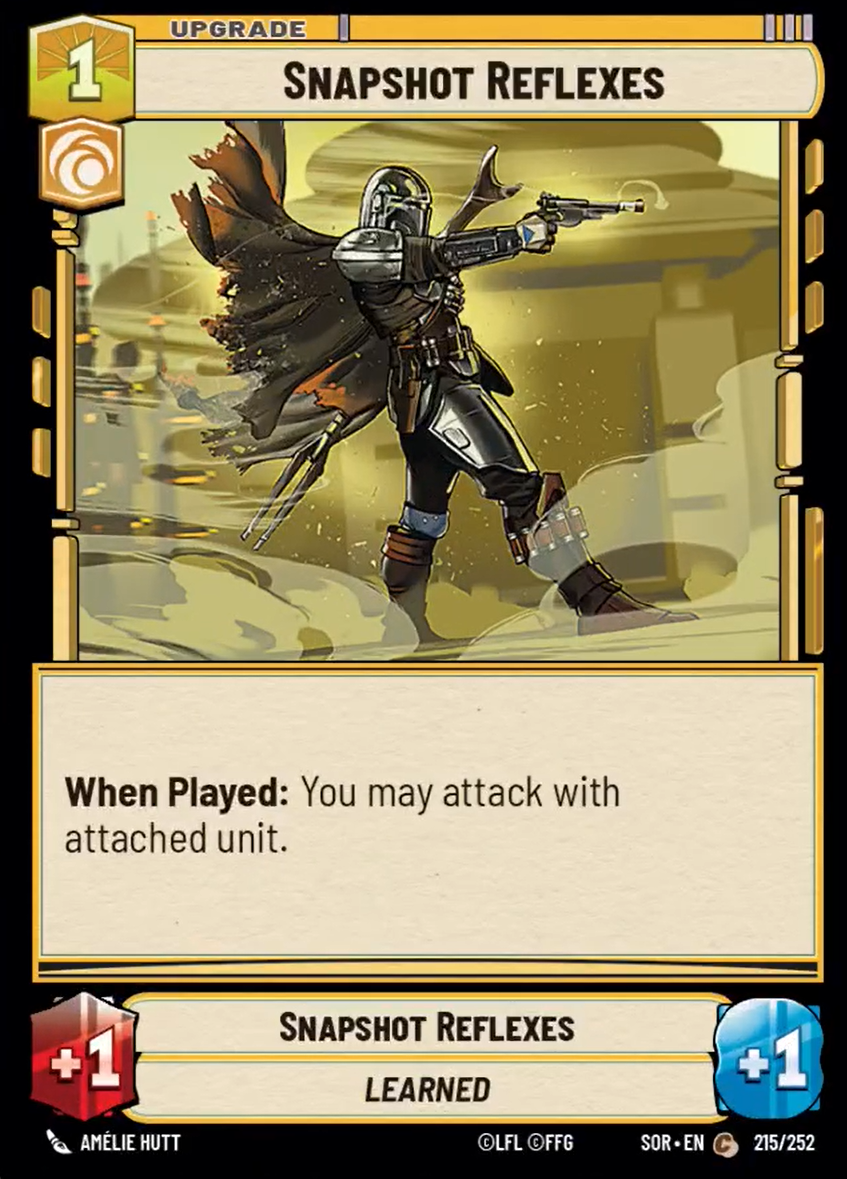 UPGRADE
1
SNAPSHOT REFLEXES
When Played: You may attack with
attached unit.
+1
SNAPSHOT REFLEXES
+1
LEARNED
AMÉLIE HUTT
©LFL ©FFG
SOR • EN C 215/252